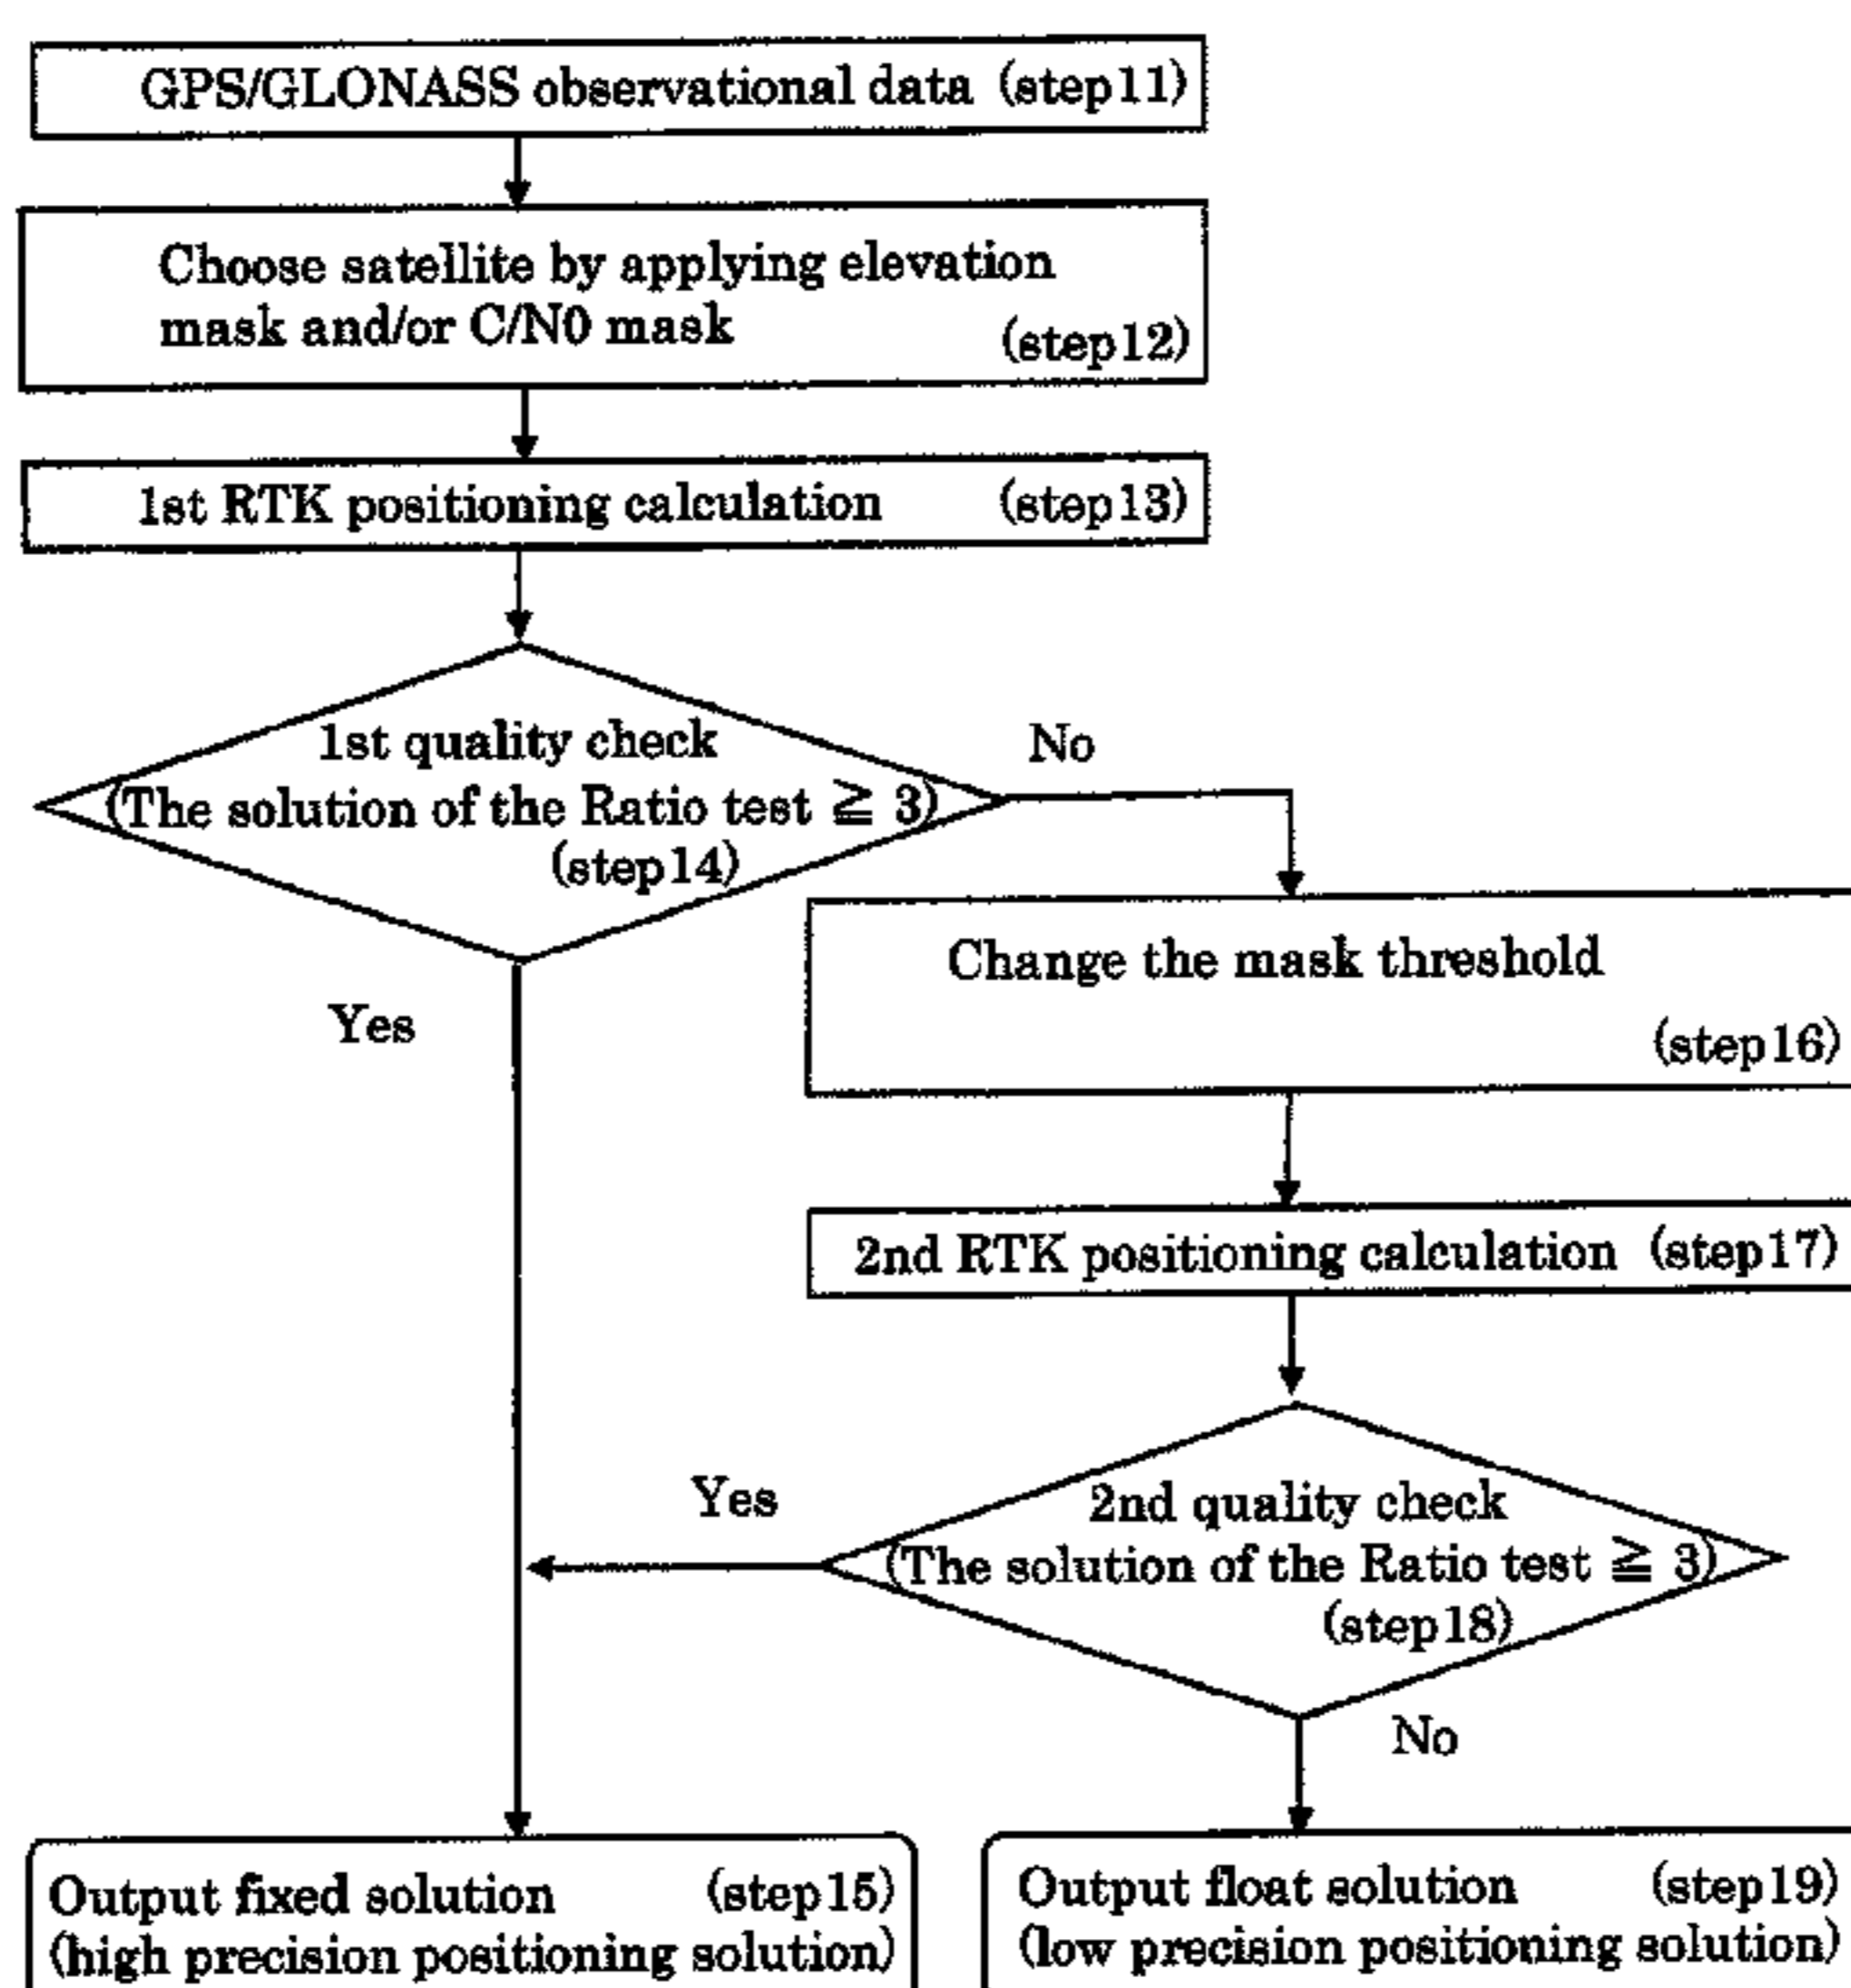 GPS/GLONASS observational data (step11)
Choose satellite by applying elevation
mask and/or C/N0 mask
(step12)
1st RTK positioning calculation (step13)
1st quality check
(The solution of the Ratio test ≧ 3)
(step14)
No
Yes
Change the mask threshold
(step16)
2nd RTK positioning calculation (step17)
Yes
2nd quality check
(The solution of the Ratio test ≧ 3)
(step18)
No
Output fixed solution (step15)
(high precision positioning solution)
Output float solution (step19)
(low precision positioning solution)